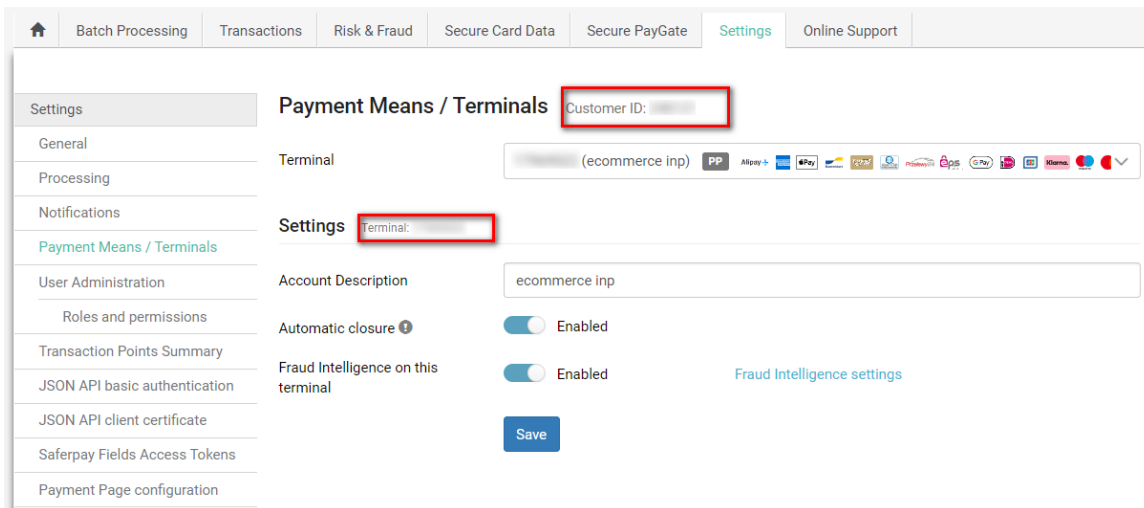 Batch Processing Transactions Risk & Fraud Secure Card Data Secure PayGate Settings Online Support
Settings
General
Processing
Notifications
Payment Means / Terminals
User Administration
Roles and permissions
Transaction Points Summary
JSON API basic authentication
JSON API client certificate
Saferpay Fields Access Tokens
Payment Page configuration
Payment Means / Terminals Customer ID:
Terminal (ecommerce inp) PP Alipay+ Pay eps G Pay Klarna.
Settings Terminal:
Account Description ecommerce inp
Automatic closure Enabled
Fraud Intelligence on this
terminal
Enabled Fraud Intelligence settings
Save